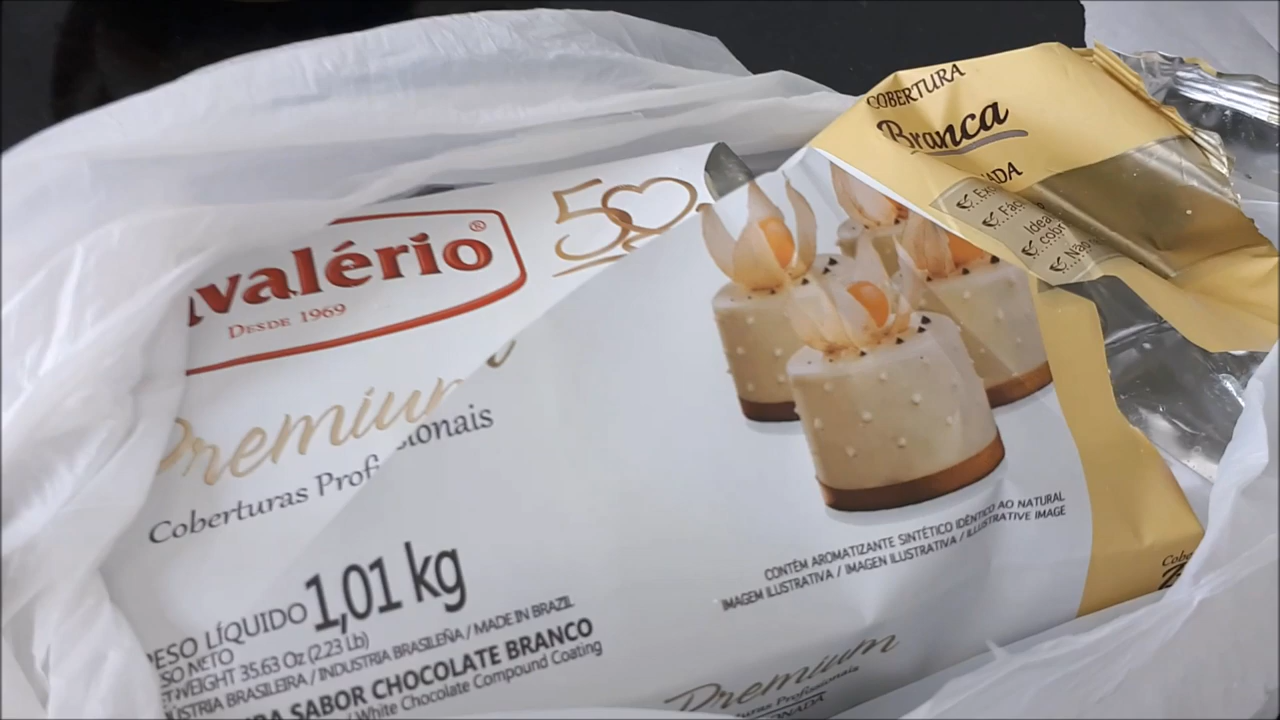 COBERTURA
Branca
50
valério®
DESDE 1969
Premium
Coberturas Profissionais
PESO LÍQUIDO 1,01 kg
PESO NETO
NET WEIGHT 35.63 Oz (2.23 Lb)
INDÚSTRIA BRASILEIRA / INDUSTRIA BRASILEÑA / MADE IN BRAZIL
SABOR CHOCOLATE BRANCO
/ White Chocolate Compound Coating
CONTÉM AROMATIZANTE SINTÉTICO IDÊNTICO AO NATURAL
IMAGEM ILUSTRATIVA / IMAGEN ILUSTRATIVA / ILLUSTRATIVE IMAGE
Premium
turas Profissionais